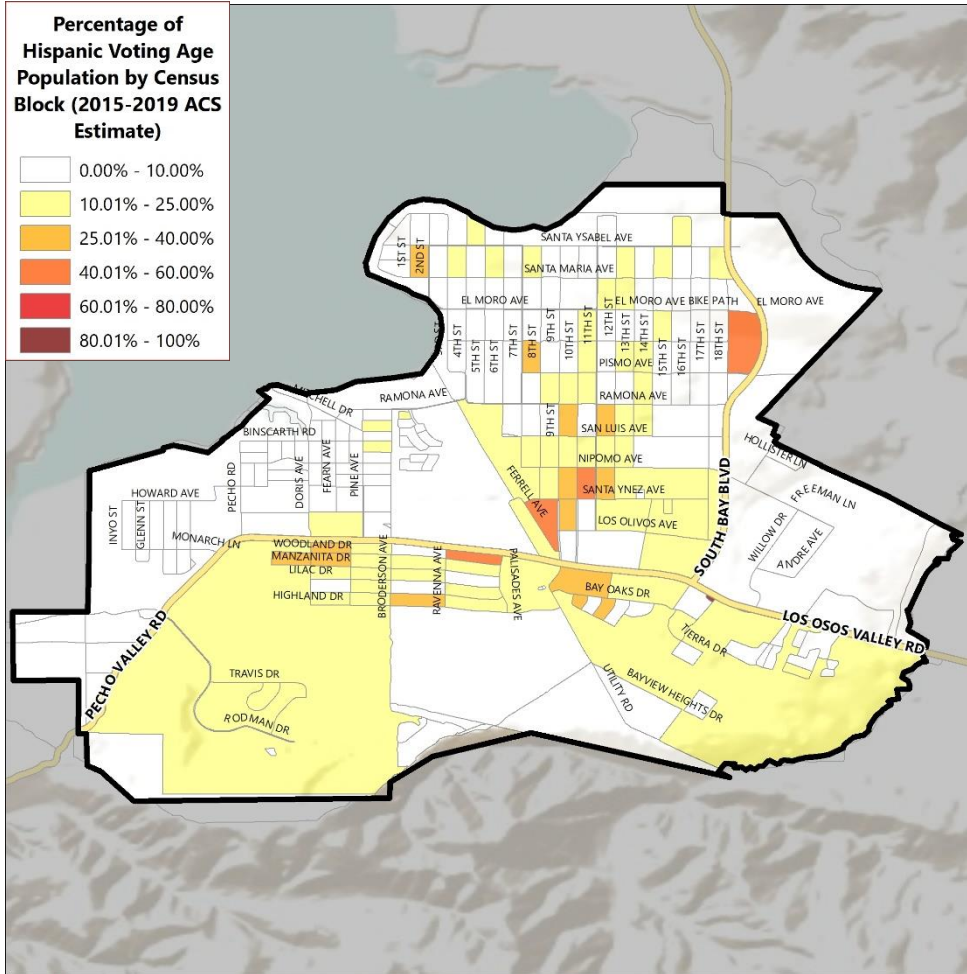 Percentage of
Hispanic Voting Age
Population by Census
Block (2015-2019 ACS
Estimate)
0.00% - 10.00%
10.01% - 25.00%
25.01% - 40.00%
40.01% - 60.00%
60.01% - 80.00%
80.01% - 100%
SANTA YSABEL AVE
1ST ST
2ND ST
SANTA MARIA AVE
EL MORO AVE
EL MORO AVE BIKE PATH
EL MORO AVE
4TH ST
5TH ST
6TH ST
7TH ST
8TH ST
9TH ST
10TH ST
11TH ST
12TH ST
13TH ST
14TH ST
15TH ST
16TH ST
17TH ST
18TH ST
PISMO AVE
RAMONA AVE
RAMONA AVE
MITCHELL DR
BINSCARTH RD
9TH ST
SAN LUIS AVE
NIPOMO AVE
HOLLISTER LN
PECHO RD
DORIS AVE
FEARN AVE
PINE AVE
FERRELL AVE
SANTA YNEZ AVE
HOWARD AVE
FREEMAN LN
INYO ST
GLENN ST
LOS OLIVOS AVE
SOUTH BAY BLVD
WILLOW DR
ANDRE AVE
MONARCH LN
WOODLAND DR
MANZANITA DR
LILAC DR
HIGHLAND DR
BRODERSON AVE
RAVENNA AVE
PALISADES AVE
BAY OAKS DR
LOS OSOS VALLEY RD
TIERRA DR
PECHO VALLEY RD
TRAVIS DR
RODMAN DR
UTILITY RD
BAYVIEW HEIGHTS DR